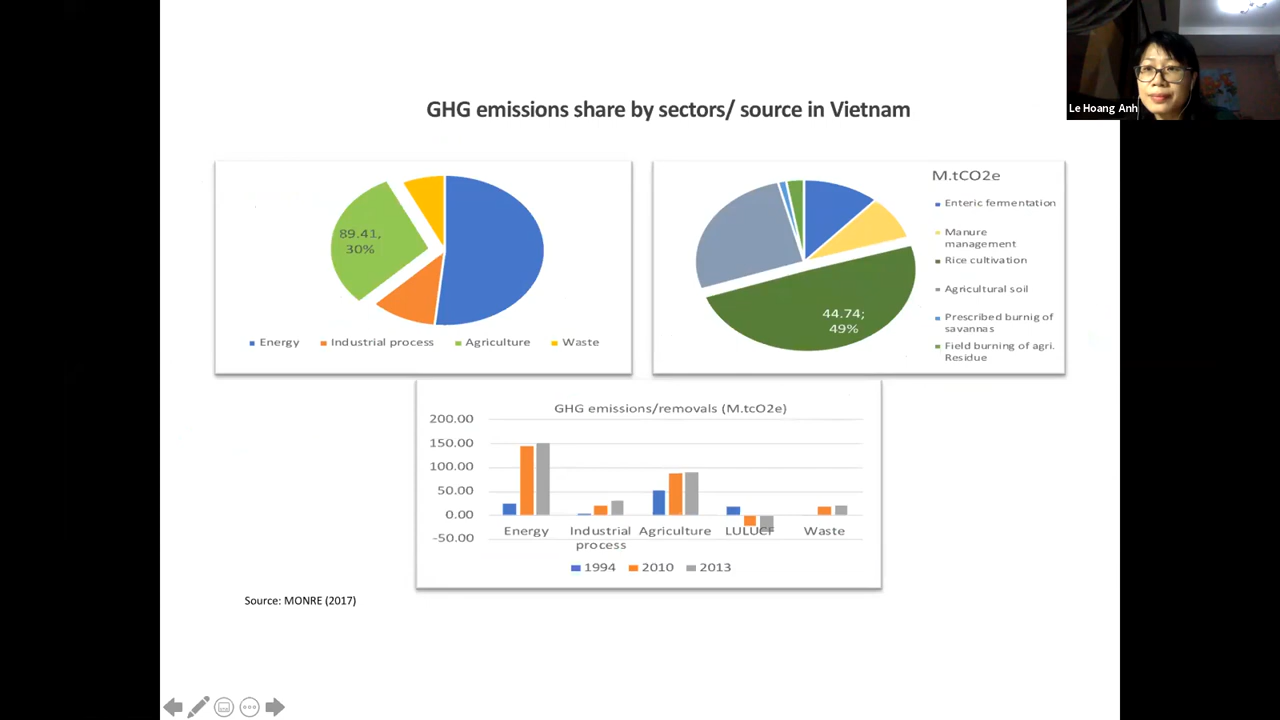 Le Hoang Anh
GHG emissions share by sectors/ source in Vietnam
89.41,
30%
Energy
Industrial process
Agriculture
Waste
M.tCO2e
Enteric fermentation
Manure
management
Rice cultivation
Agricultural soil
Prescribed burnig of
savannas
Field burning of agri.
Residue
44.74;
49%
GHG emissions/removals (M.tcO2e)
200.00
150.00
100.00
50.00
0.00
-50.00
Energy
Industrial
process
Agriculture
LULUCF
Waste
1994
2010
2013
Source: MONRE (2017)